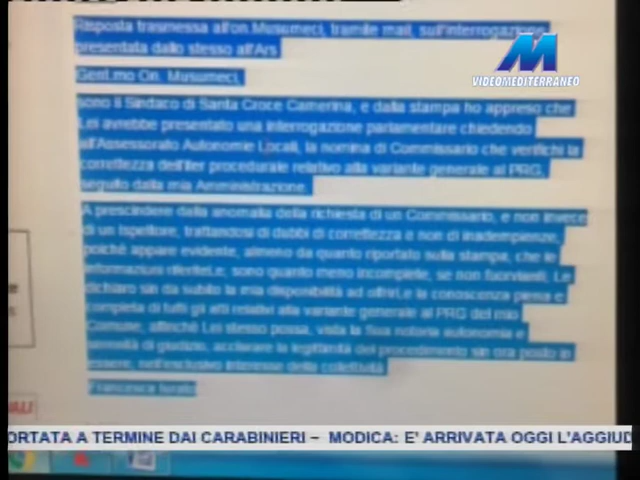 Risposta trasmessa all'on. Musumeci, tramite mail, sull'interrogazione
presentata dallo stesso all'Ars
Gent.mo On. Musumeci,
sono il Sindaco di Santa Croce Camerina, e dalla stampa ho appreso che
Lei avrebbe presentato una interrogazione parlamentare chiedendo
all'Assessorato Autonomie Locali, la nomina di Commissario che verifichi la
correttezza dell'iter procedurale relativo alla variante generale al PRG,
seguito dalla mia Amministrazione.
A prescindere dalla anomalia della richiesta di un Commissario, e non invece
di un Ispettore, trattandosi di dubbi di correttezza e non di inadempienze,
poichè appare evidente, almeno da quanto riportato sulla stampa, che le
informazioni riferiteLe, sono quanto meno incomplete, se non fuorvianti, Le
dichiaro sin da subito la mia disponibilità ad offrirLe la conoscenza piena e
completa di tutti gli atti relativi alla variante generale al PRG del mio
Comune, affinchè Lei stesso possa, vista la Sua notoria autonomia e
serenità di giudizio, acclarare la legittimità del procedimento sin ora posto in
essere, nell'esclusivo interesse della collettività.
Francesca Iurato
M
VIDEOMEDITERRANEO
ORTATA A TERMINE DAI CARABINIERI – MODICA: E' ARRIVATA OGGI L'AGGIUD